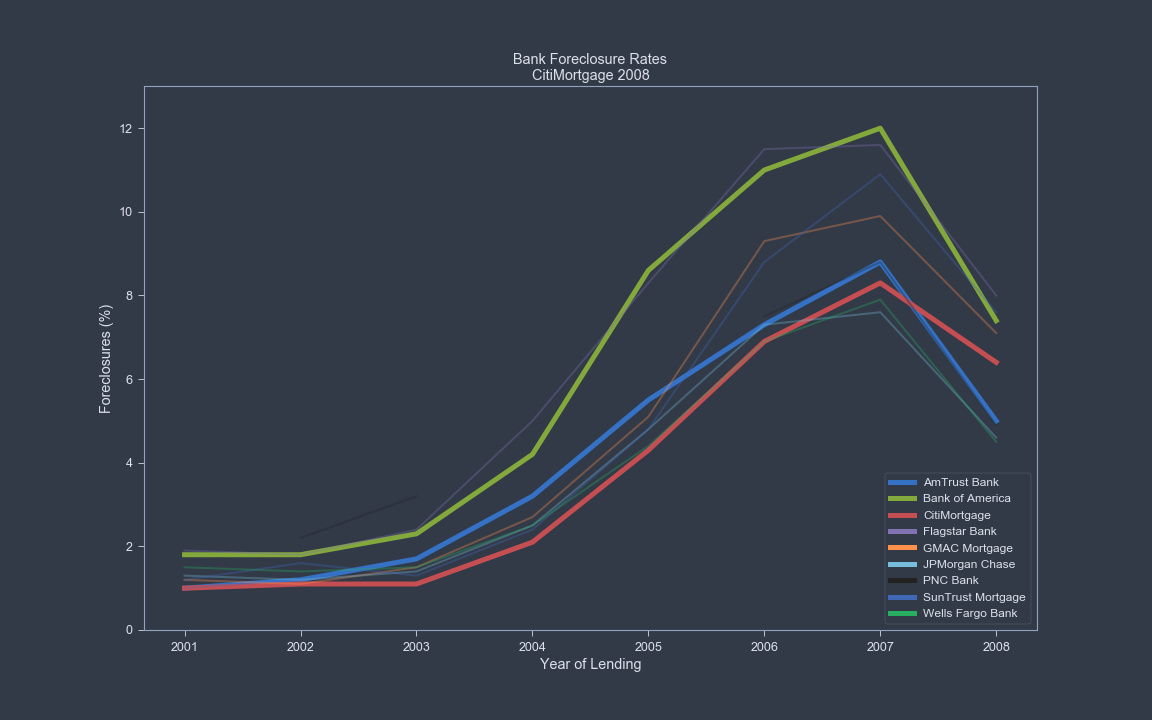 Bank Foreclosure Rates
CitiMortgage 2008
Foreclosures (%)
12
10
8
6
4
2
0
2001 2002 2003 2004 2005 2006 2007 2008
Year of Lending
AmTrust Bank
Bank of America
CitiMortgage
Flagstar Bank
GMAC Mortgage
JPMorgan Chase
PNC Bank
SunTrust Mortgage
Wells Fargo Bank